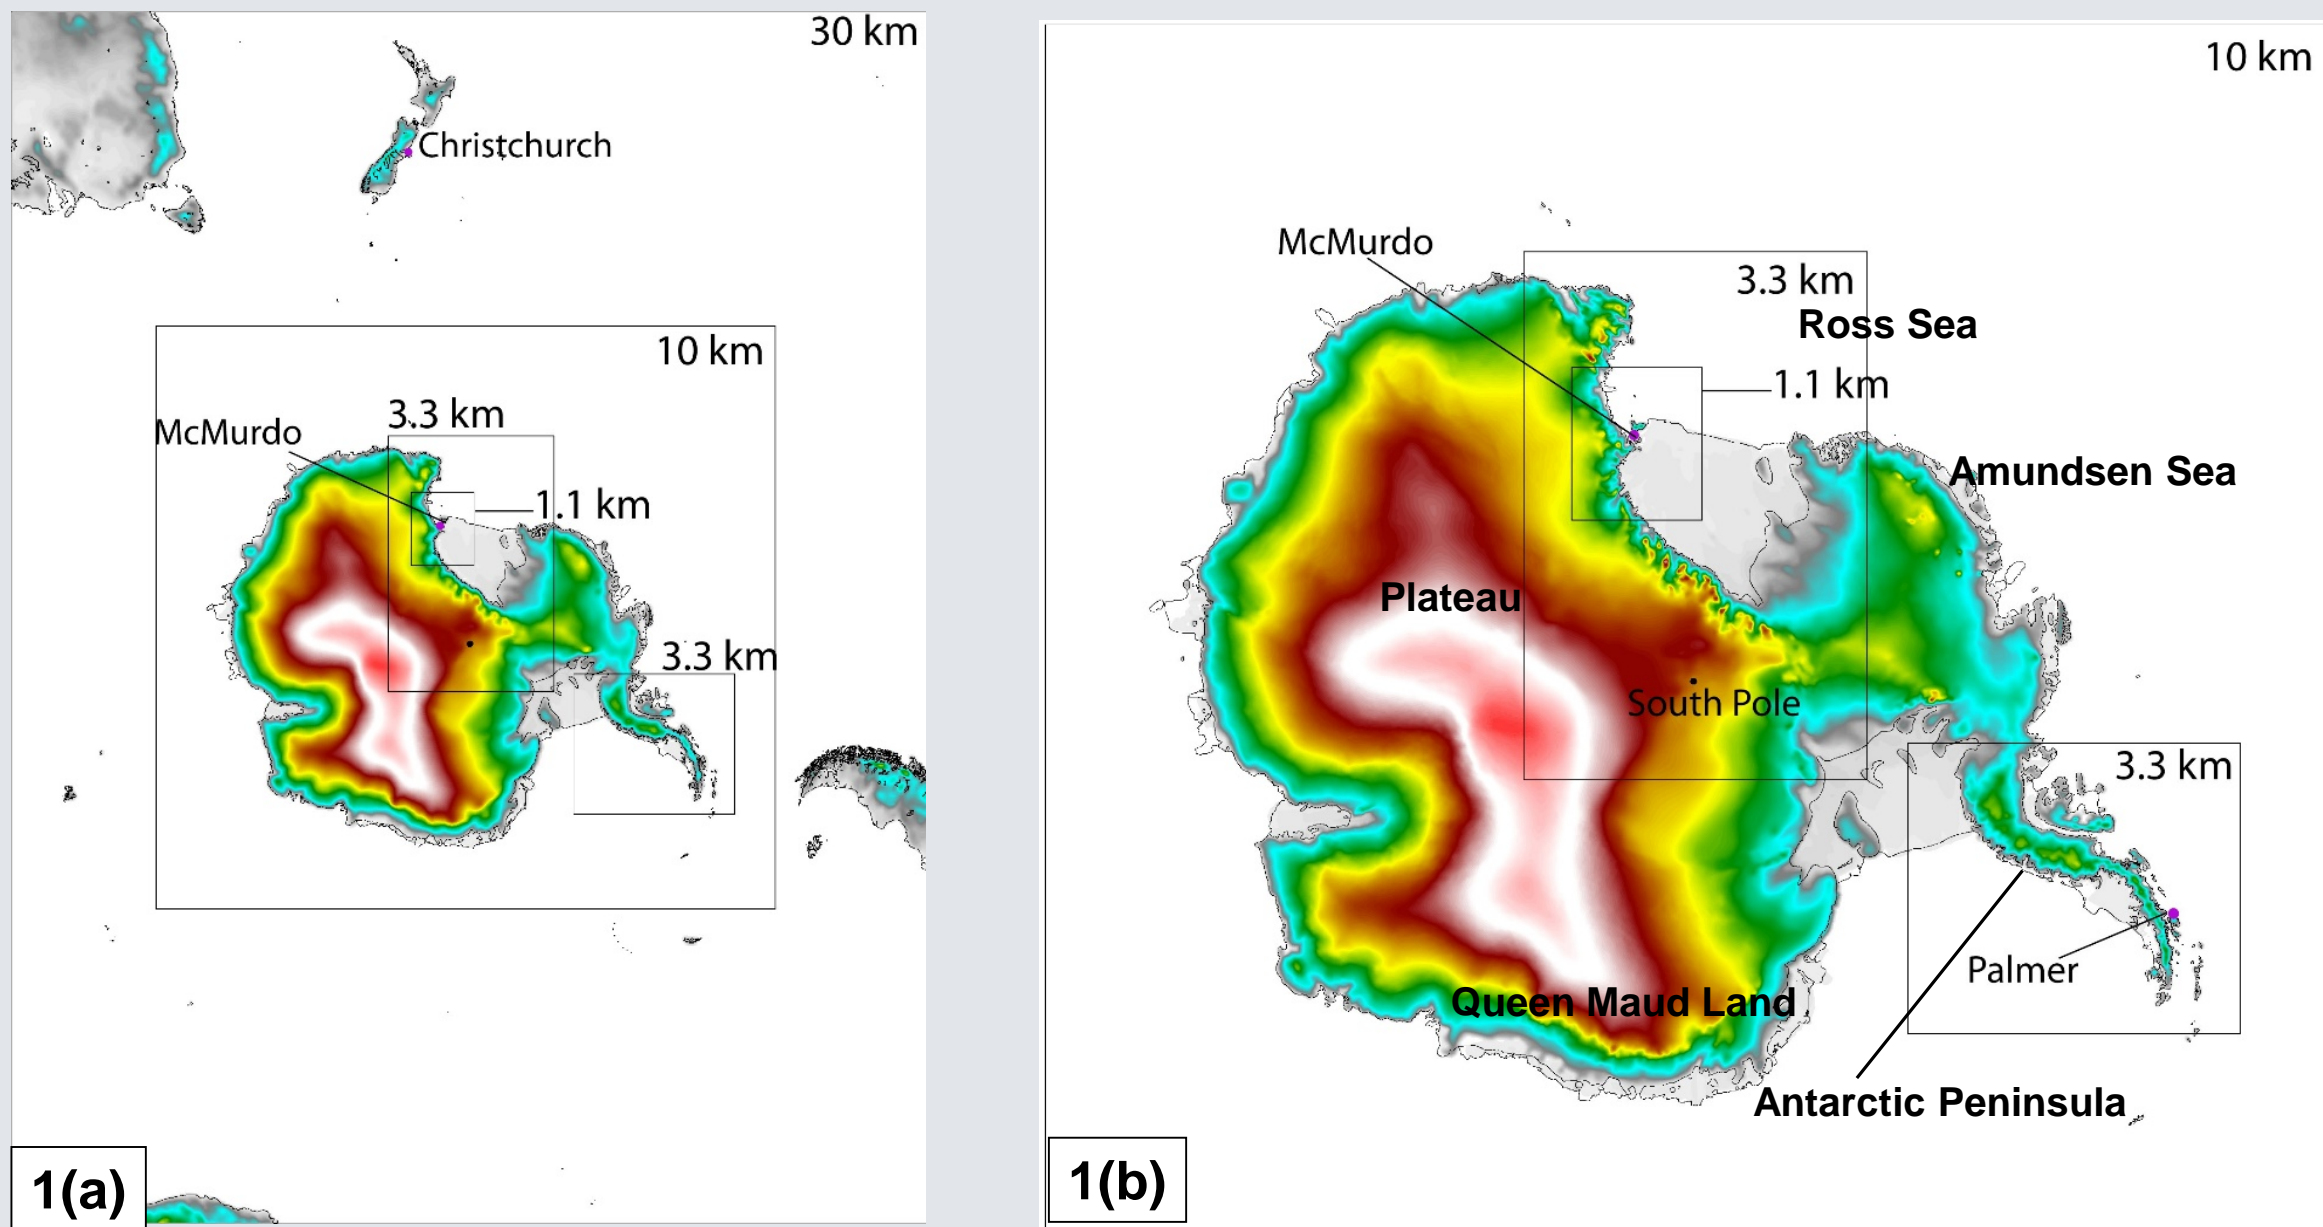 30 km
Christchurch
10 km
3.3 km
McMurdo
1.1 km
3.3 km
1(a)
10 km
McMurdo
3.3 km
Ross Sea
1.1 km
Amundsen Sea
Plateau
South Pole
3.3 km
Palmer
Queen Maud Land
Antarctic Peninsula
1(b)